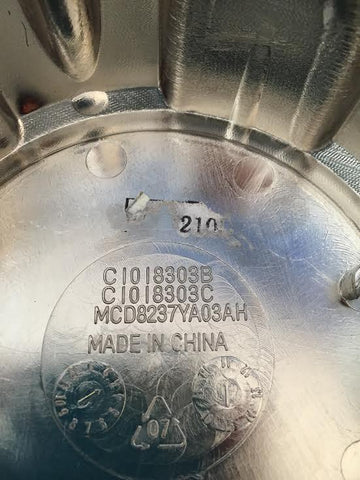 210
C1018303B
C1018303C
MCD8237YA03AH
MADE IN CHINA
07